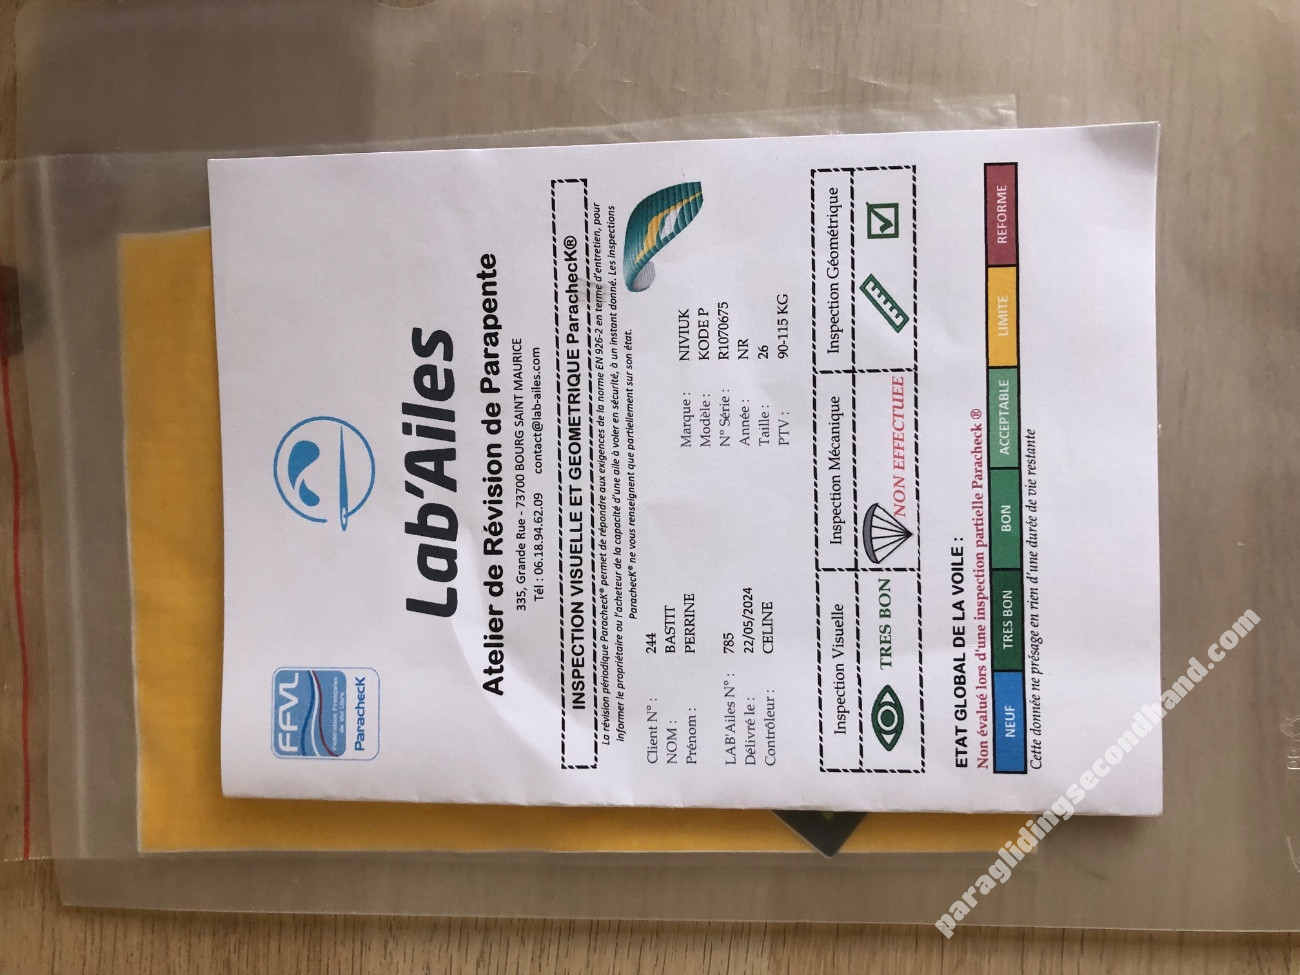 FFVL
Fédération Française
de Vol Libre
ParachecK
Lab'Ailes
Atelier de Révision de Parapente
335, Grande Rue - 73700 BOURG SAINT MAURICE
Tél : 06.18.94.62.09 contact@lab-ailes.com
INSPECTION VISUELLE ET GEOMETRIQUE ParachecK®
La révision périodique ParachecK® permet de répondre aux exigences de la norme EN 926-2 en terme d'entretien, pour
informer le propriétaire ou l'acheteur de la capacité d'une aile à voler en sécurité, à un instant donné. Les inspections
ParachecK® ne vous renseignent que partiellement sur son état.
Client N° : 244
NOM : BASTIT
Prénom : PERRINE
LAB'Ailes N° : 785
Délivré le : 22/05/2024
Contrôleur : CELINE
Marque : NIVIUK
Modèle : KODE P
N° Série : R1070675
Année : NR
Taille : 26
PTV : 90-115 KG
Inspection Visuelle Inspection Mécanique Inspection Géométrique
TRES BON NON EFFECTUEE
ETAT GLOBAL DE LA VOILE :
Non évalué lors d'une inspection partielle Paracheck ®
NEUF TRES BON BON ACCEPTABLE LIMITE REFORME
Cette donnée ne présage en rien d'une durée de vie restante
paraglidingsecondhand.com